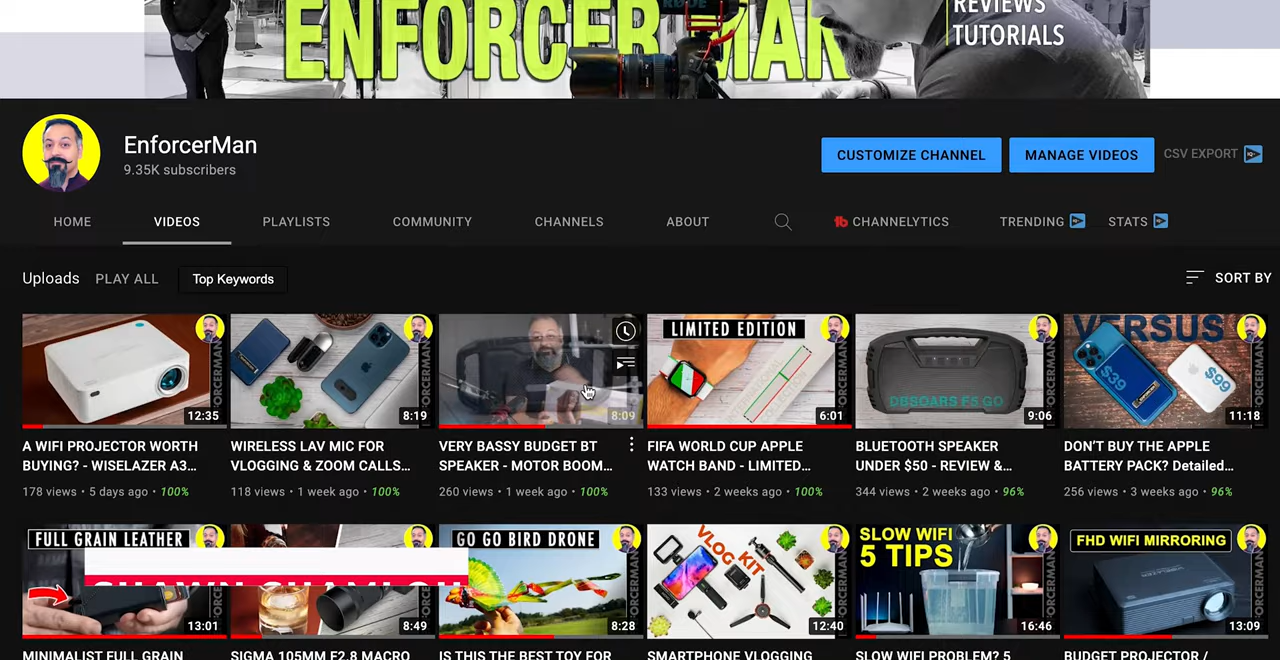 ENFORCER MAN
REVIEWS
TUTORIALS
EnforcerMan
9.35K subscribers
CUSTOMIZE CHANNEL
MANAGE VIDEOS
CSV EXPORT
HOME
VIDEOS
PLAYLISTS
COMMUNITY
CHANNELS
ABOUT
CHANNELYTICS
TRENDING
STATS
Uploads
PLAY ALL
Top Keywords
SORT BY
12:35
8:19
8:09
LIMITED EDITION
6:01
OBSOARS F5 GO
9:06
VERSUS
$39
$99
11:18
A WIFI PROJECTOR WORTH
BUYING? - WISELAZER A3...
178 views • 5 days ago • 100%
WIRELESS LAV MIC FOR
VLOGGING & ZOOM CALLS...
118 views • 1 week ago • 100%
VERY BASSY BUDGET BT
SPEAKER - MOTOR BOOM...
260 views • 1 week ago • 100%
FIFA WORLD CUP APPLE
WATCH BAND - LIMITED...
133 views • 2 weeks ago • 100%
BLUETOOTH SPEAKER
UNDER $50 - REVIEW &...
344 views • 2 weeks ago • 96%
DON'T BUY THE APPLE
BATTERY PACK? Detailed...
256 views • 3 weeks ago • 96%
FULL GRAIN LEATHER
13:01
8:49
GO GO BIRD DRONE
8:28
VLOG KIT
12:40
SLOW WIFI
5 TIPS
16:46
FHD WIFI MIRRORING
13:09
MINIMALIST FULL GRAIN
SIGMA 105MM F2.8 MACRO
IS THIS THE BEST TOY FOR
SMARTPHONE VLOGGING
SLOW WIFI PROBLEM? 5
BUDGET PROJECTOR /